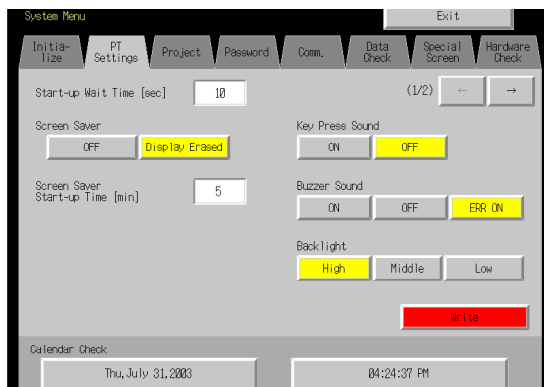 System Menu
Exit
Initia-
lize
PT
Settings
Project
Password
Comm.
Data
Check
Special
Screen
Hardware
Check
Start-up Wait Time [sec]
10
(1/2)
←
→
Screen Saver
OFF
Display Erased
Key Press Sound
ON
OFF
Screen Saver
Start-up Time [min]
5
Buzzer Sound
ON
OFF
ERR ON
Backlight
High
Middle
Low
Write
Calendar Check
Thu,July 31,2003
04:24:37 PM